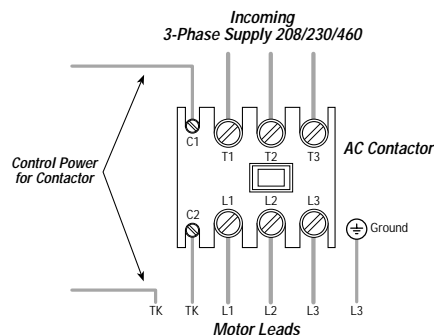 Incoming
3-Phase Supply 208/230/460
C1
T1 T2 T3
AC Contactor
Control Power
for Contactor
L1 L2 L3
C2
Ground
TK TK L1 L2 L3 L3
Motor Leads